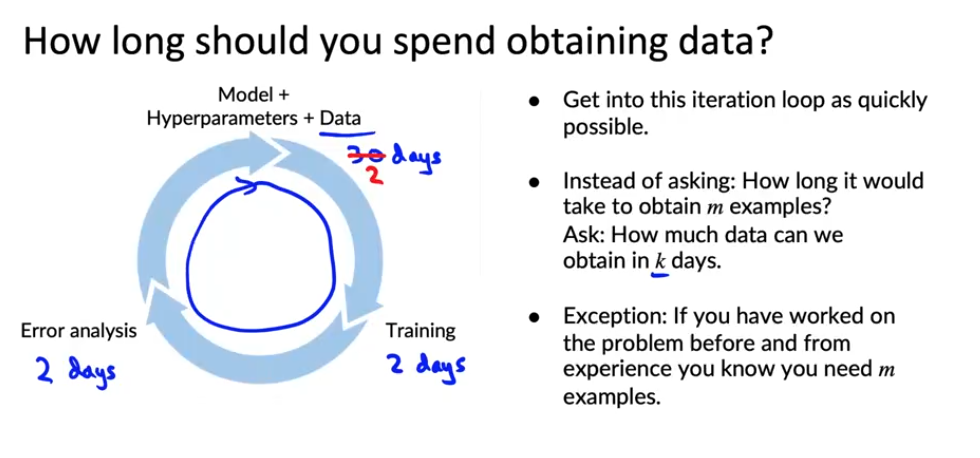 How long should you spend obtaining data?
Model +
Hyperparameters + Data
30 days
2
Error analysis
2 days
Training
2 days
● Get into this iteration loop as quickly
possible.
● Instead of asking: How long it would
take to obtain m examples?
Ask: How much data can we
obtain in k days.
● Exception: If you have worked on
the problem before and from
experience you know you need m
examples.